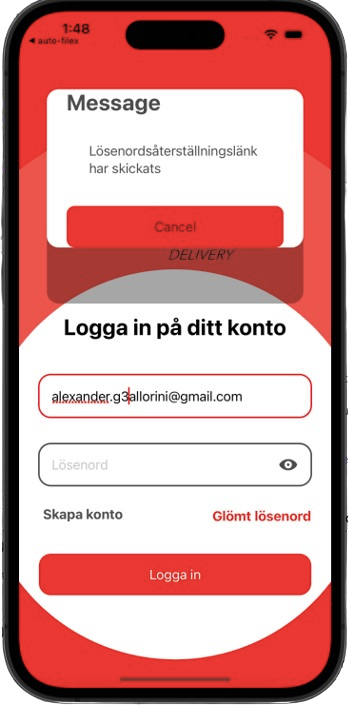 1:48
◀ auto-filex
Message
Lösenordsåterställningslänk
har skickats
Cancel
DELIVERY
Logga in på ditt konto
alexander.g3allorini@gmail.com
Lösenord
Skapa konto
Glömt lösenord
Logga in